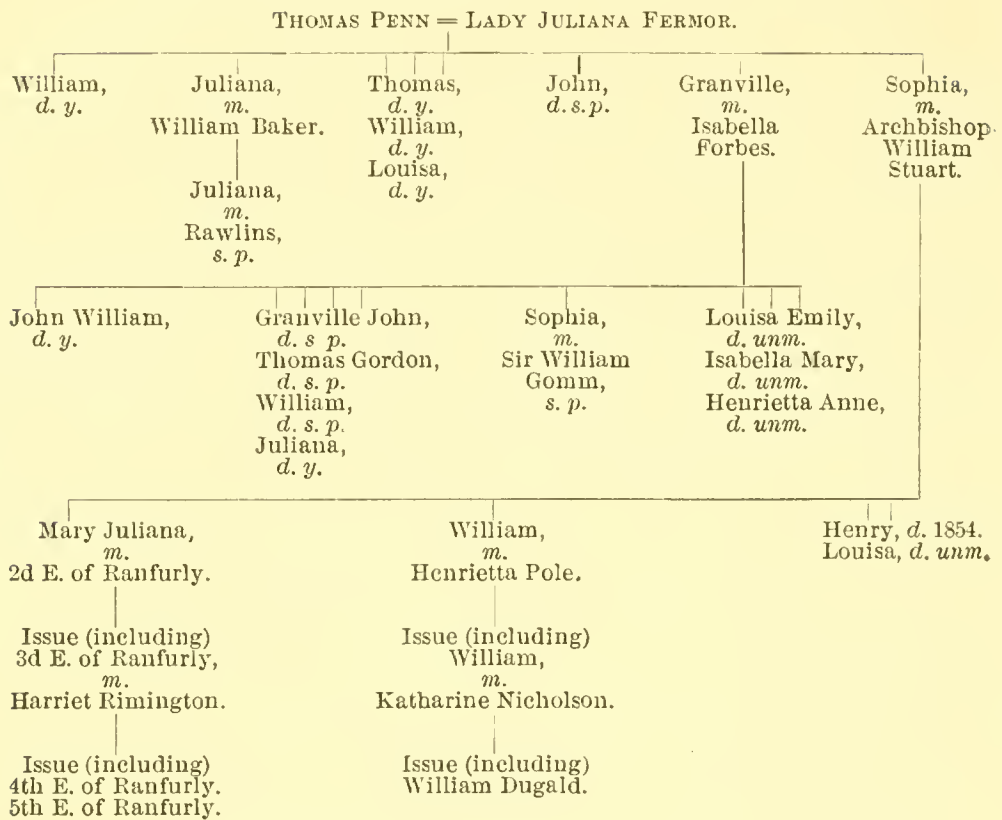 THOMAS PENN = LADY JULIANA FERMOR.
William,
d. y.
Juliana,
m.
William Baker.
Juliana,
m.
Rawlins,
s. p.
Thomas,
d. y.
William,
d. y.
Louisa,
d. y.
John,
d. s. p.
Granville,
m.
Isabella
Forbes.
Sophia,
m.
Archbishop
William
Stuart.
John William,
d. y.
Granville John,
d. s p.
Thomas Gordon,
d. s. p.
William,
d. s. p.
Juliana,
d. y.
Sophia,
m.
Sir William
Gomm,
s. p.
Louisa Emily,
d. unm.
Isabella Mary,
d. unm.
Henrietta Anne,
d. unm.
Mary Juliana,
m.
2d E. of Ranfurly.
Issue (including)
3d E. of Ranfurly,
m.
Harriet Rimington.
Issue (including)
4th E. of Ranfurly.
5th E. of Ranfurly.
William,
m.
Henrietta Pole.
Issue (including)
William,
m.
Katharine Nicholson.
Issue (including)
William Dugald.
Henry, d. 1854.
Louisa, d. unm.